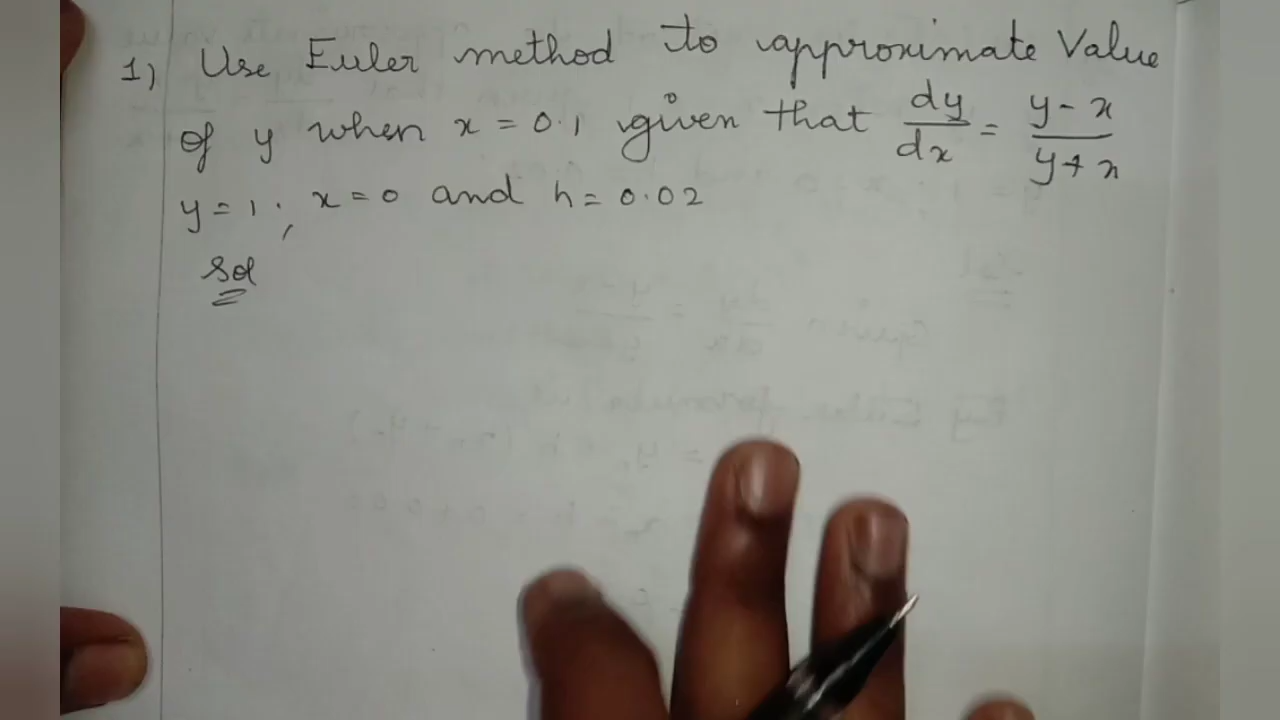 1) Use Euler method to approximate Value
of y when x = 0.1 given that dy/dx = y - x / y + x
y = 1 ; x = 0 and h = 0.02
Sol